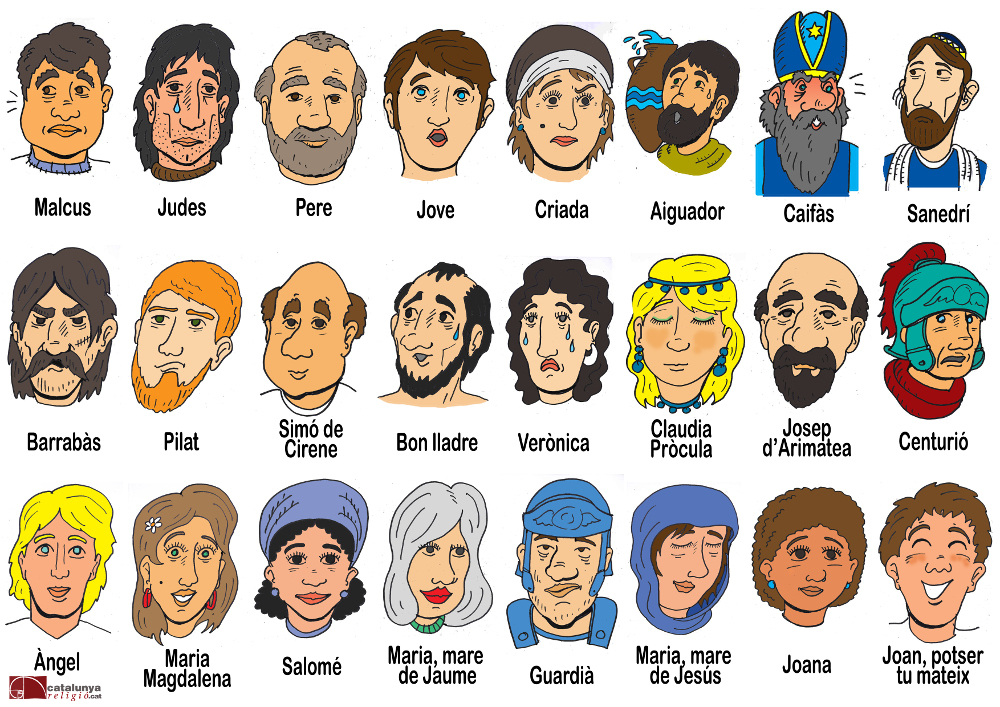 Malcus
Judes
Pere
Jove
Criada
Aiguador
Caifàs
Sanedrí
Barrabàs
Pilat
Simó de
Cirene
Bon lladre
Verònica
Claudia
Pròcula
Josep
d'Arimatea
Centurió
Àngel
Maria
Magdalena
Salomé
Maria, mare
de Jaume
Guardià
Maria, mare
de Jesús
Joana
Joan, potser
tu mateix
catalunya
religió.cat